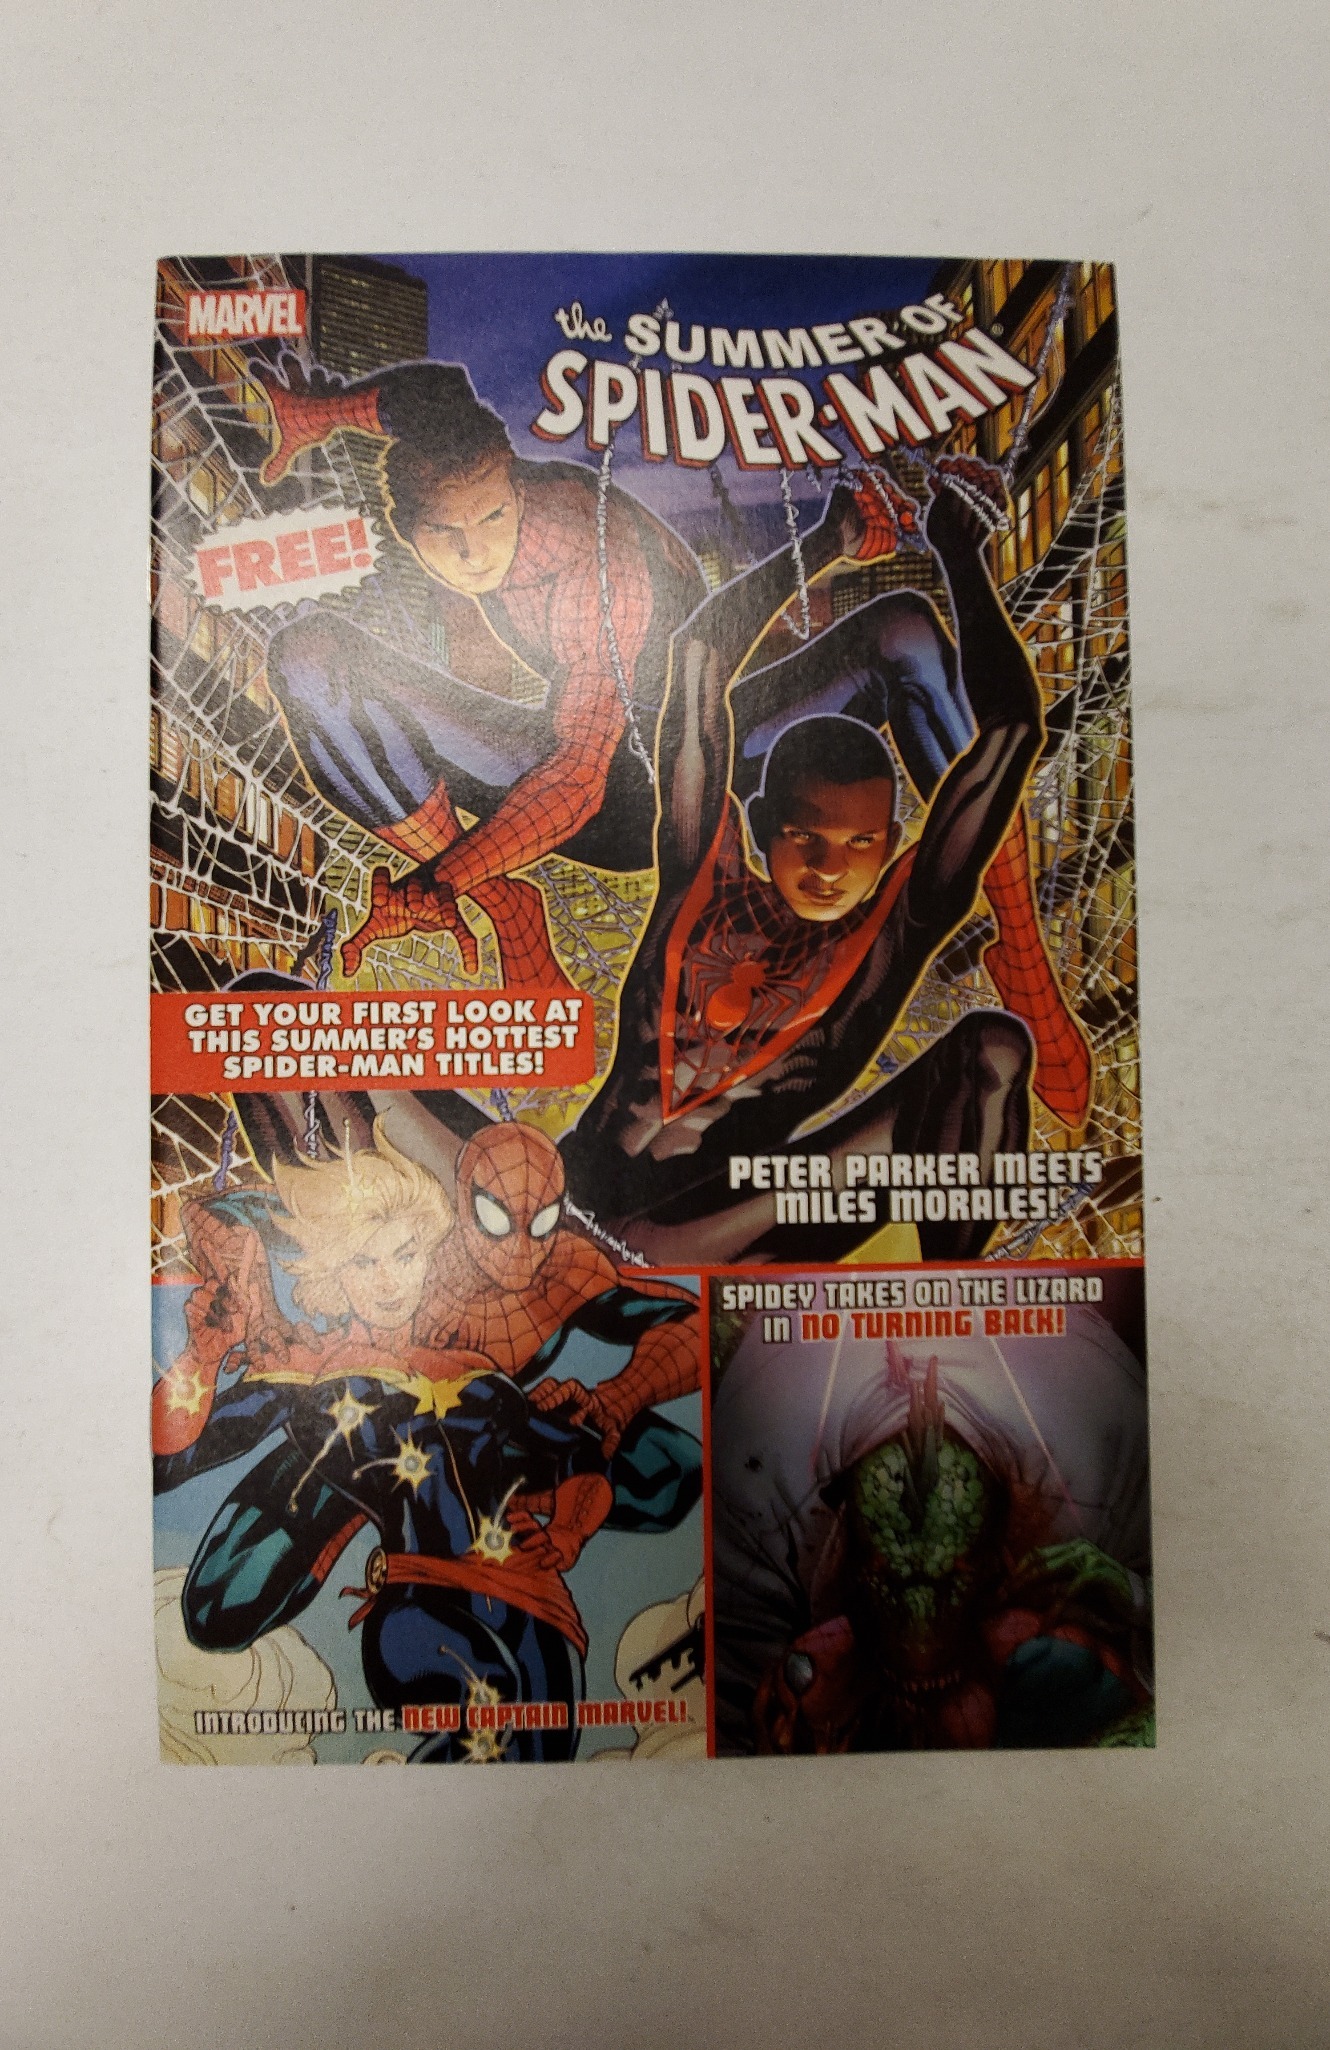 MARVEL
the SUMMER OF
SPIDER-MAN®
FREE!
GET YOUR FIRST LOOK AT
THIS SUMMER'S HOTTEST
SPIDER-MAN TITLES!
PETER PARKER MEETS
MILES MORALES!
SPIDEY TAKES ON THE LIZARD
IN NO TURNING BACK!
INTRODUCING THE NEW CAPTAIN MARVEL!